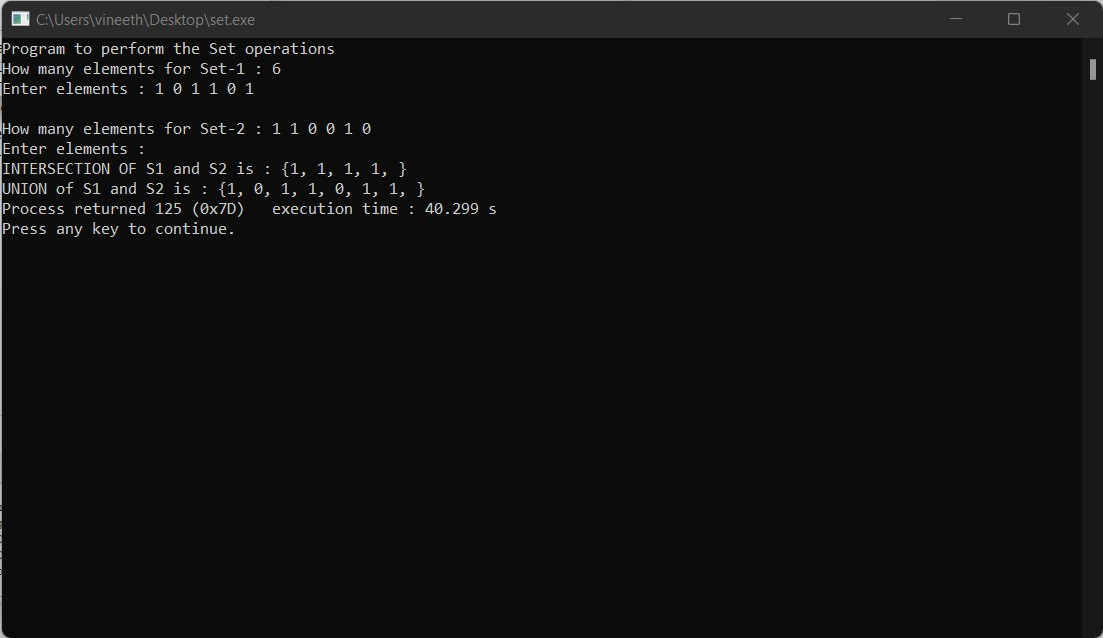 C:\Users\vineeth\Desktop\set.exe
Program to perform the Set operations
How many elements for Set-1 : 6
Enter elements : 1 0 1 1 0 1
How many elements for Set-2 : 1 1 0 0 1 0
Enter elements :
INTERSECTION OF S1 and S2 is : {1, 1, 1, 1, }
UNION of S1 and S2 is : {1, 0, 1, 1, 0, 1, 1, }
Process returned 125 (0x7D)   execution time : 40.299 s
Press any key to continue.